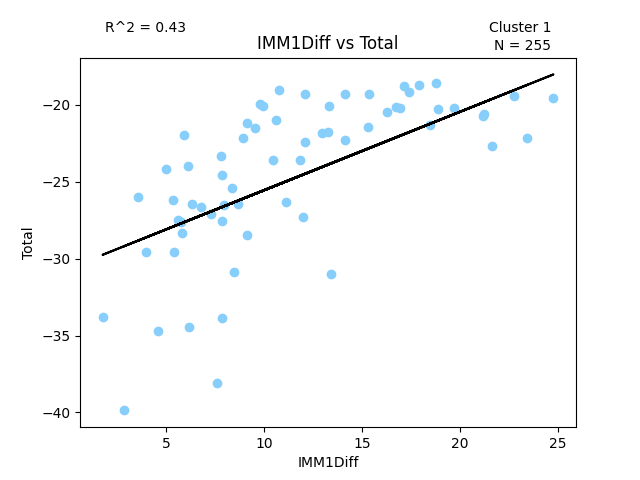 R^2 = 0.43
Cluster 1
N = 255
IMM1Diff vs Total
−20
−25
−30
−35
−40
Total
5
10
15
20
25
IMM1Diff